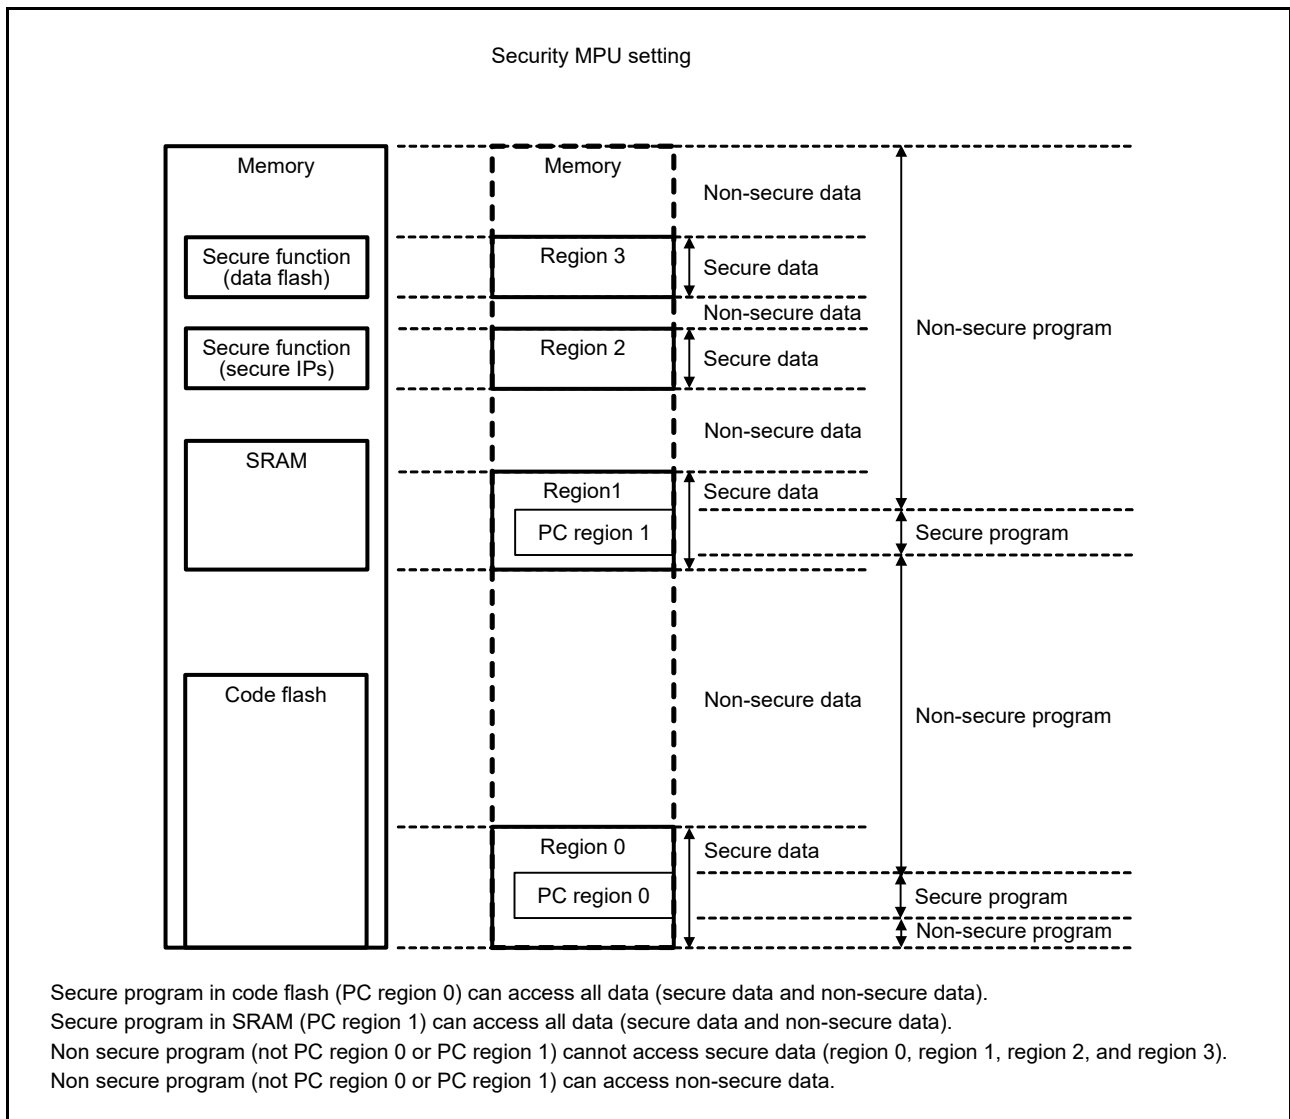 Security MPU setting
Memory
Secure function
(data flash)
Secure function
(secure IPs)
SRAM
Code flash
Memory
Region 3
Region 2
Region1
PC region 1
Region 0
PC region 0
Non-secure data
Secure data
Non-secure data
Secure data
Non-secure data
Secure data
Non-secure data
Secure data
Non-secure program
Secure program
Non-secure program
Secure program
Non-secure program
Secure program in code flash (PC region 0) can access all data (secure data and non-secure data).
Secure program in SRAM (PC region 1) can access all data (secure data and non-secure data).
Non secure program (not PC region 0 or PC region 1) cannot access secure data (region 0, region 1, region 2, and region 3).
Non secure program (not PC region 0 or PC region 1) can access non-secure data.